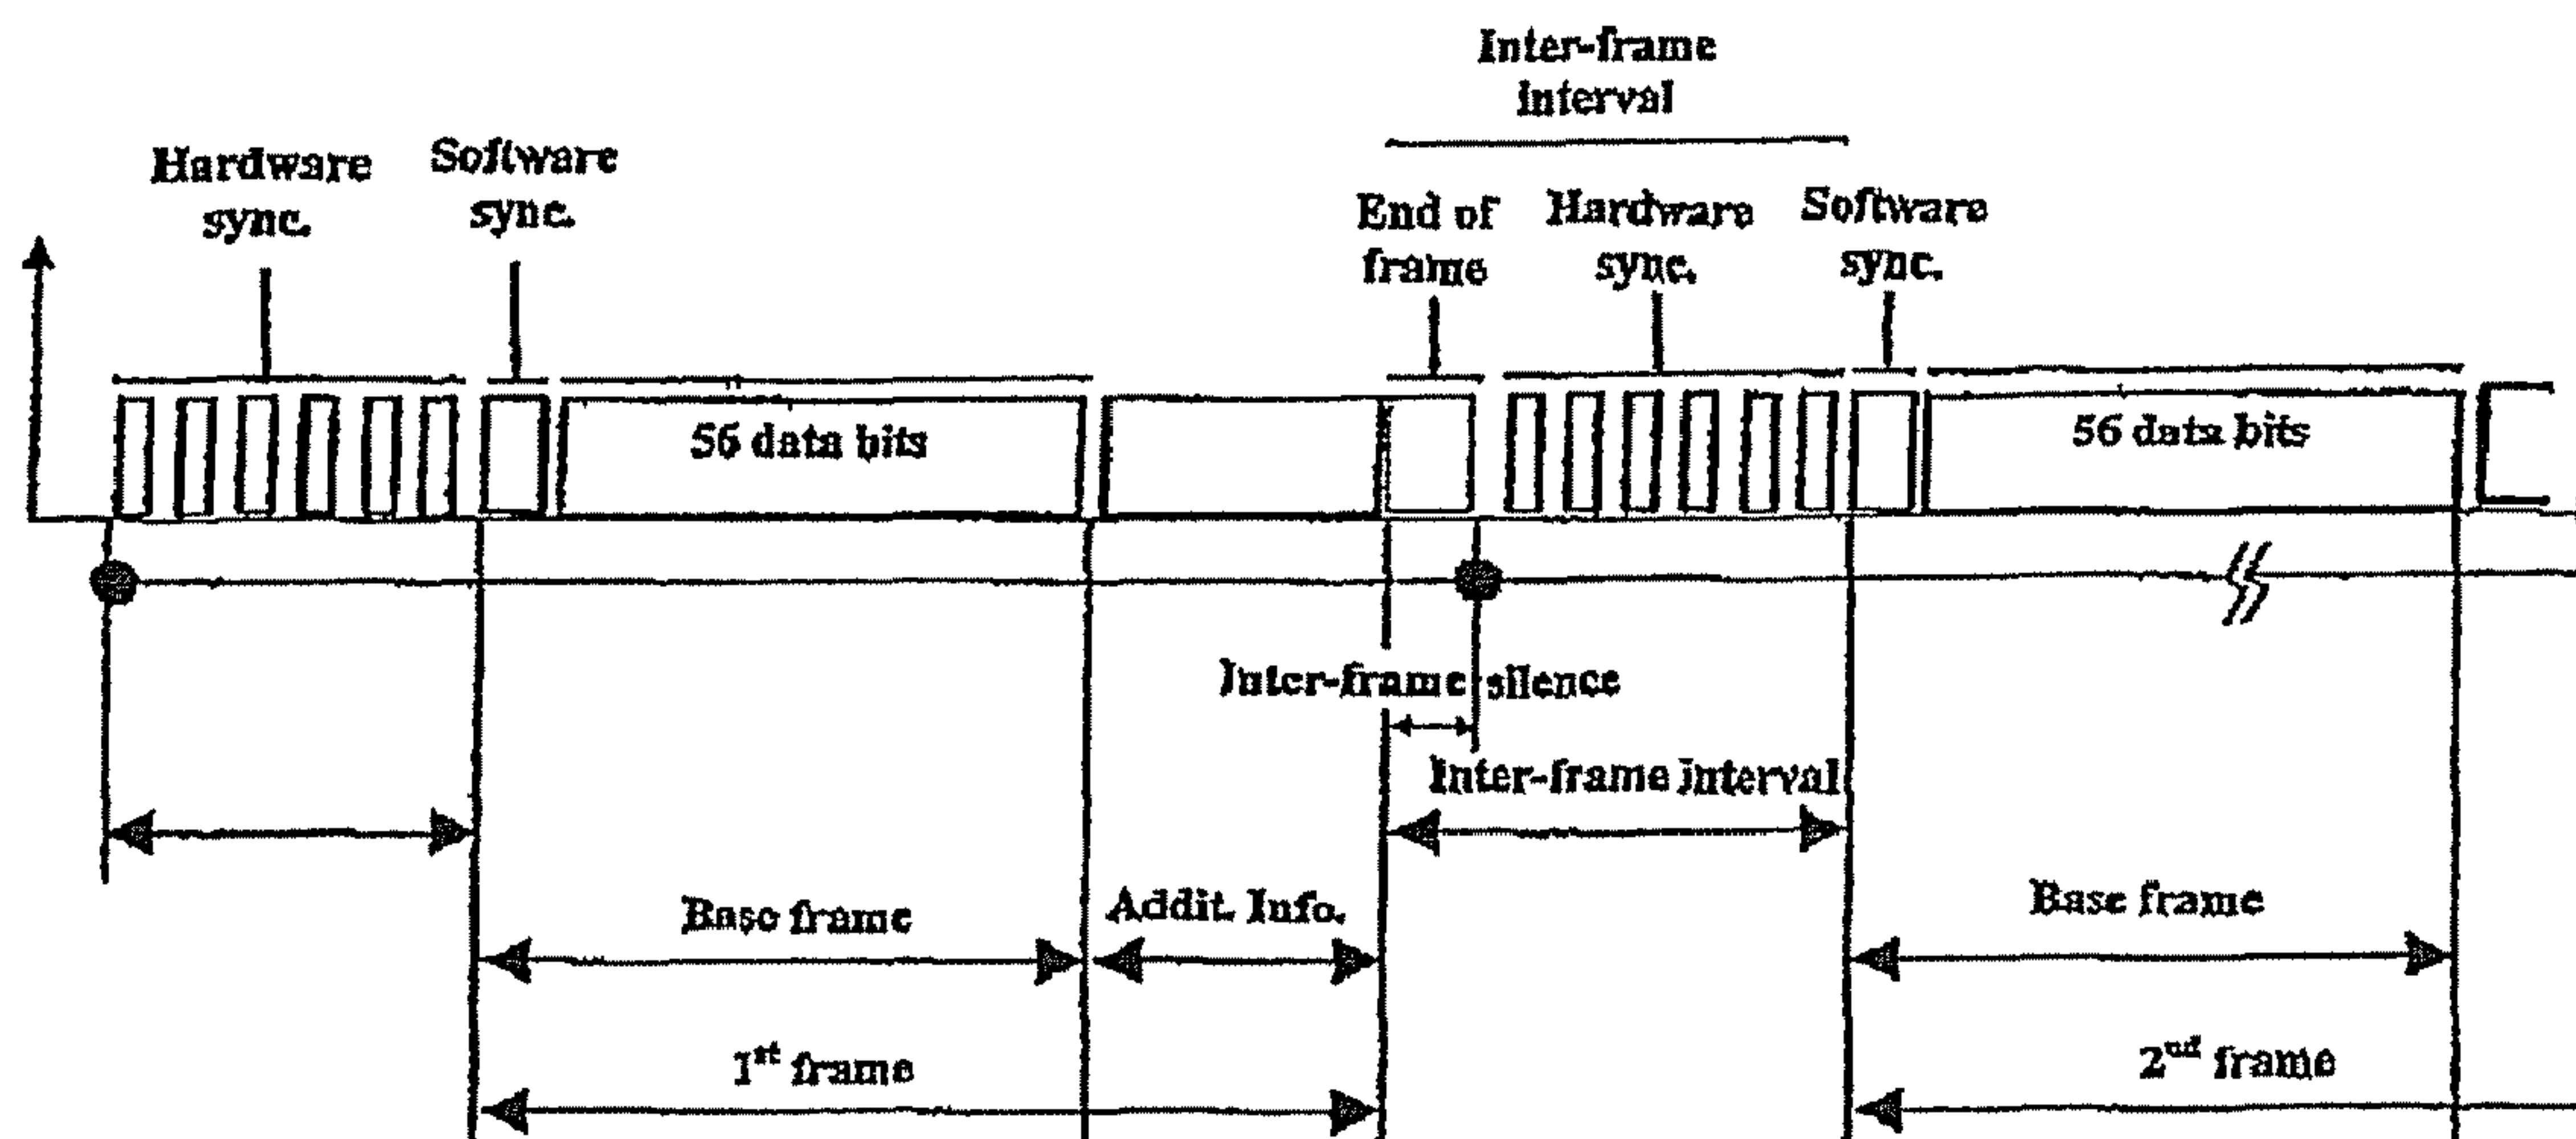 Inter-frame
interval
Hardware
sync.
Software
sync.
End of
frame
Hardware
sync.
Software
sync.
56 data bits
56 data bits
Inter-frame silence
Inter-frame interval
Base frame
Addit. Info.
Base frame
1st frame
2nd frame